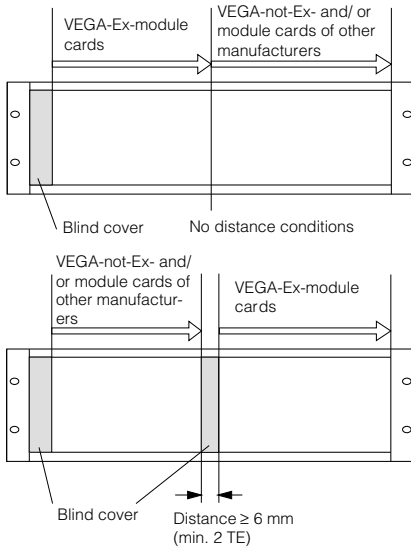 VEGA-Ex-module
cards
VEGA-not-Ex- and/ or
module cards of other
manufacturers
Blind cover
No distance conditions
VEGA-not-Ex- and/
or module cards of
other manufactur-
ers
VEGA-Ex-module
cards
Blind cover
Distance ≥ 6 mm
(min. 2 TE)